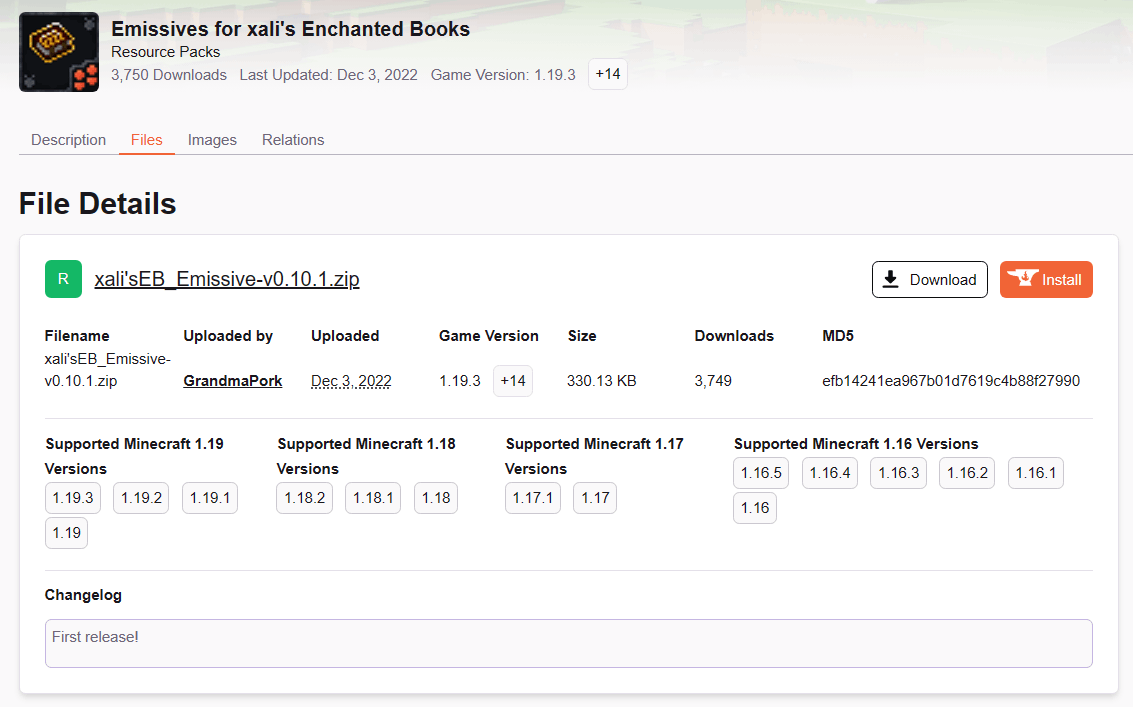 Emissives for xali's Enchanted Books
Resource Packs
3,750 Downloads Last Updated: Dec 3, 2022 Game Version: 1.19.3 +14
Description Files Images Relations
File Details
R xali'sEB_Emissive-v0.10.1.zip Download Install
Filename Uploaded by Uploaded Game Version Size Downloads MD5
xali'sEB_Emissive-
v0.10.1.zip GrandmaPork Dec 3, 2022 1.19.3 +14 330.13 KB 3,749 efb14241ea967b01d7619c4b88f27990
Supported Minecraft 1.19
Versions
1.19.3 1.19.2 1.19.1
1.19
Supported Minecraft 1.18
Versions
1.18.2 1.18.1 1.18
Supported Minecraft 1.17
Versions
1.17.1 1.17
Supported Minecraft 1.16 Versions
1.16.5 1.16.4 1.16.3 1.16.2 1.16.1
1.16
Changelog
First release!